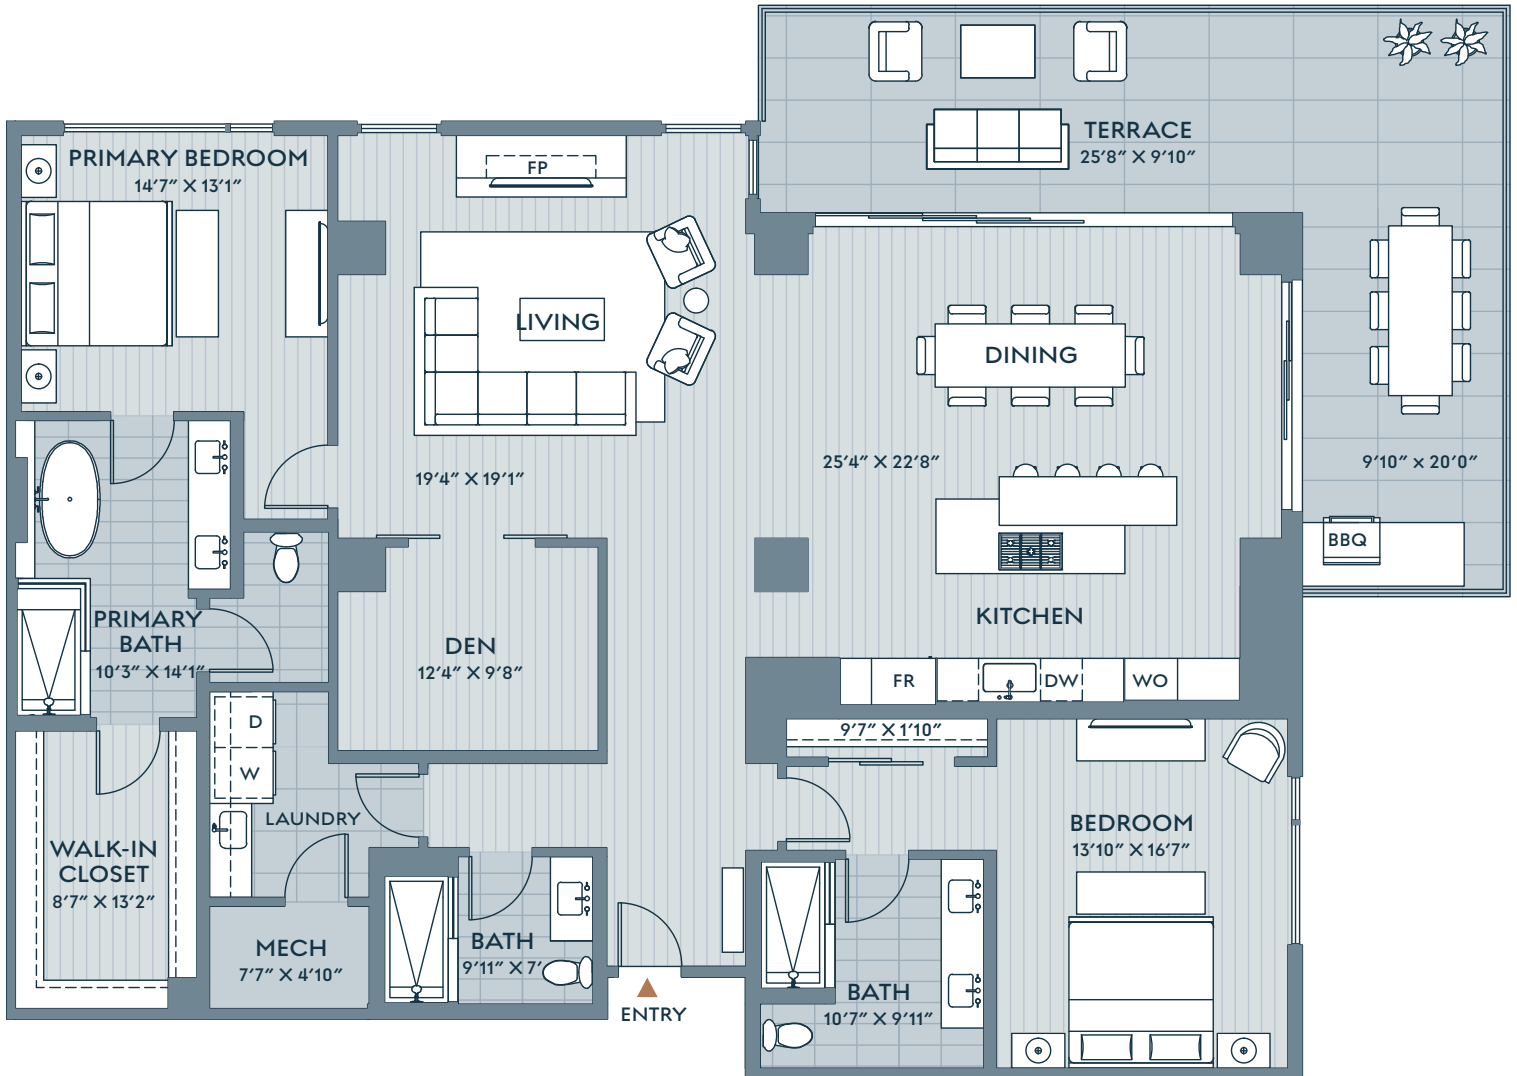 TERRACE
25'8" X 9'10"
PRIMARY BEDROOM
14'7" X 13'1"
FP
LIVING
DINING
19'4" X 19'1"
25'4" X 22'8"
9'10" x 20'0"
BBQ
KITCHEN
PRIMARY
BATH
10'3" X 14'1"
DEN
12'4" X 9'8"
FR
DW
WO
D
W
9'7" X 1'10"
LAUNDRY
BEDROOM
13'10" X 16'7"
WALK-IN
CLOSET
8'7" X 13'2"
MECH
7'7" X 4'10"
BATH
9'11" X 7'
BATH
10'7" X 9'11"
ENTRY